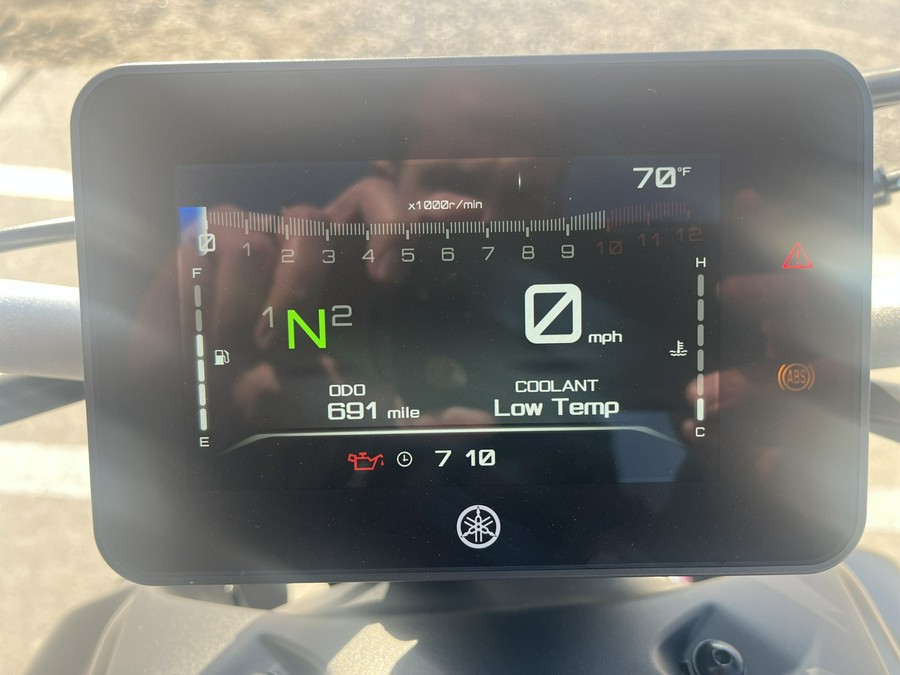 70°F
x1000r/min
0 1 2 3 4 5 6 7 8 9 10 11 12
F
H
1 N 2
0 mph
ODO
691 mile
COOLANT
Low Temp
E
C
7 10
ABS